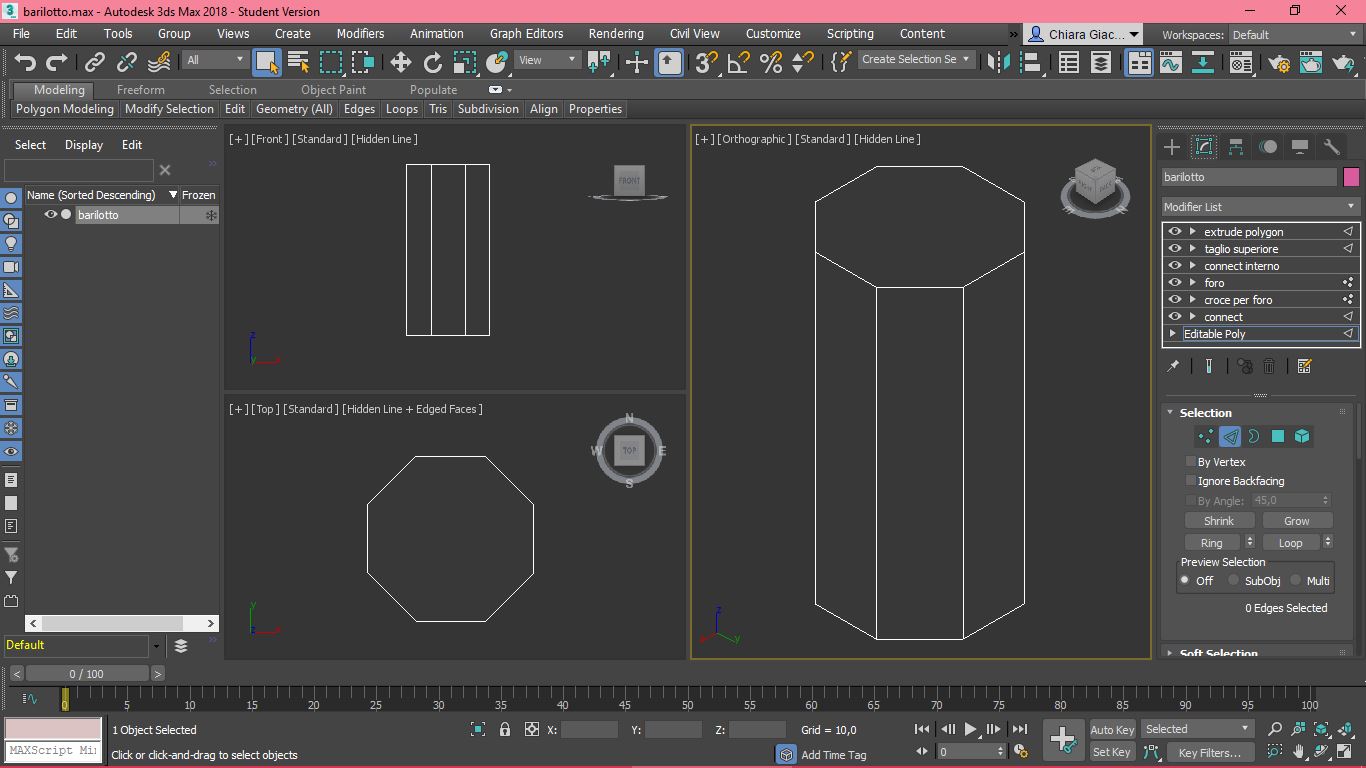 barilotto.max - Autodesk 3ds Max 2018 - Student Version
File Edit Tools Group Views Create Modifiers Animation Graph Editors Rendering Civil View Customize Scripting Content » Chiara Giac... Workspaces: Default
All View Create Selection Se
Modeling Freeform Selection Object Paint Populate
Polygon Modeling Modify Selection Edit Geometry (All) Edges Loops Tris Subdivision Align Properties
Select Display Edit
Name (Sorted Descending) Frozen
barilotto
Default
[+] [Front ] [Standard ] [Hidden Line ]
FRONT
z
x
y
[+] [Top ] [Standard ] [Hidden Line + Edged Faces ]
N
W TOP E
S
y
z
[+] [Orthographic ] [Standard ] [Hidden Line ]
z
y
barilotto
Modifier List
extrude polygon
taglio superiore
connect interno
foro
croce per foro
connect
Editable Poly
Selection
By Vertex
Ignore Backfacing
By Angle: 45,0
Shrink Grow
Ring Loop
Preview Selection
Off SubObj Multi
0 Edges Selected
Soft Selection
< 0 / 100 >
0 5 10 15 20 25 30 35 40 45 50 55 60 65 70 75 80 85 90 95 100
1 Object Selected X: Y: Z: Grid = 10,0 Auto Key Selected
MAXScript Mi Click or click-and-drag to select objects Add Time Tag 0 Set Key Key Filters...